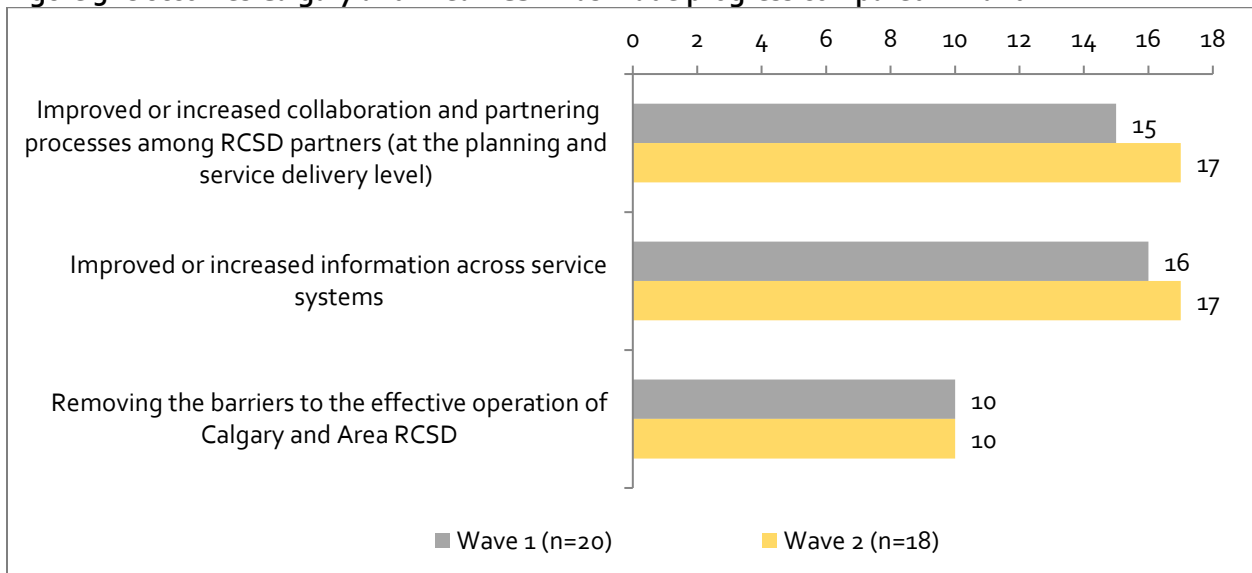 0 2 4 6 8 10 12 14 16 18
Improved or increased collaboration and partnering
processes among RCSD partners (at the planning and
service delivery level)
15
17
Improved or increased information across service
systems
16
17
Removing the barriers to the effective operation of
Calgary and Area RCSD
10
10
Wave 1 (n=20) Wave 2 (n=18)